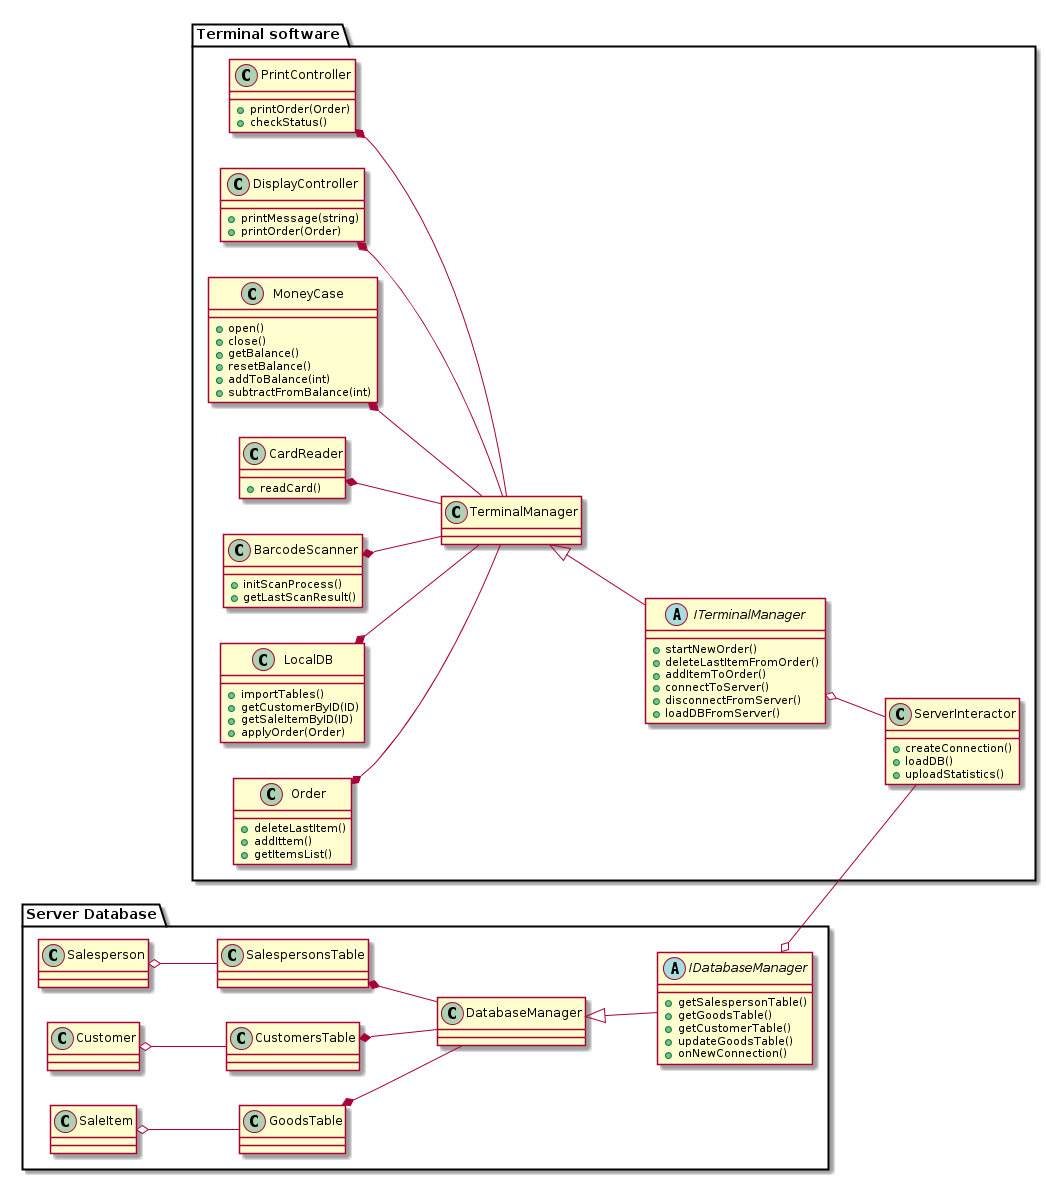 Terminal software
C PrintController
printOrder(Order)
checkStatus()
C DisplayController
printMessage(string)
printOrder(Order)
C MoneyCase
open()
close()
getBalance()
resetBalance()
addToBalance(int)
subtractFromBalance(int)
C CardReader
readCard()
C TerminalManager
C BarcodeScanner
initScanProcess()
getLastScanResult()
A ITerminalManager
startNewOrder()
deleteLastItemFromOrder()
addItemToOrder()
connectToServer()
disconnectFromServer()
loadDBFromServer()
C LocalDB
importTables()
getCustomerByID(ID)
getSaleItemByID(ID)
applyOrder(Order)
C ServerInteractor
createConnection()
loadDB()
uploadStatistics()
C Order
deleteLastItem()
addIttem()
getItemsList()
Server Database
C Salesperson
C SalespersonsTable
C Customer
C CustomersTable
C SaleItem
C GoodsTable
C DatabaseManager
A IDatabaseManager
getSalespersonTable()
getGoodsTable()
getCustomerTable()
updateGoodsTable()
onNewConnection()